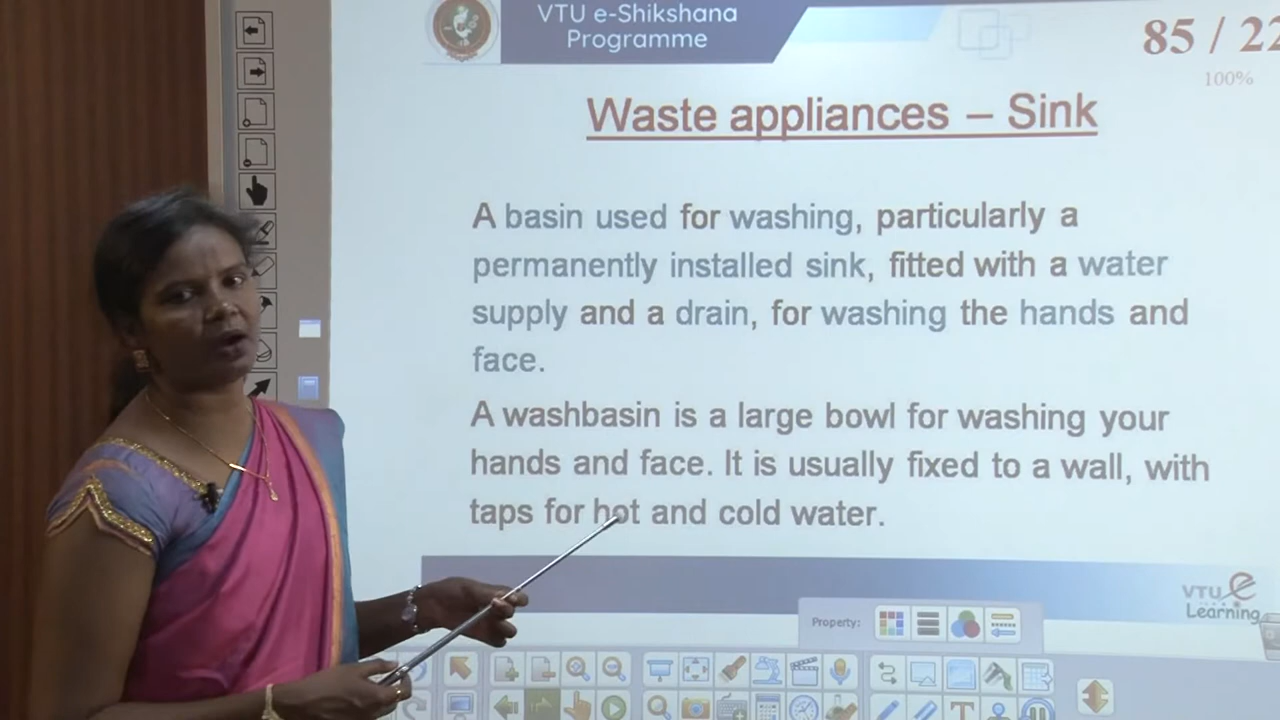 VTU e-Shikshana
Programme
85 / 22
100%
Waste appliances – Sink
A basin used for washing, particularly a
permanently installed sink, fitted with a water
supply and a drain, for washing the hands and
face.
A washbasin is a large bowl for washing your
hands and face. It is usually fixed to a wall, with
taps for hot and cold water.
VTU e
Learning
Property: